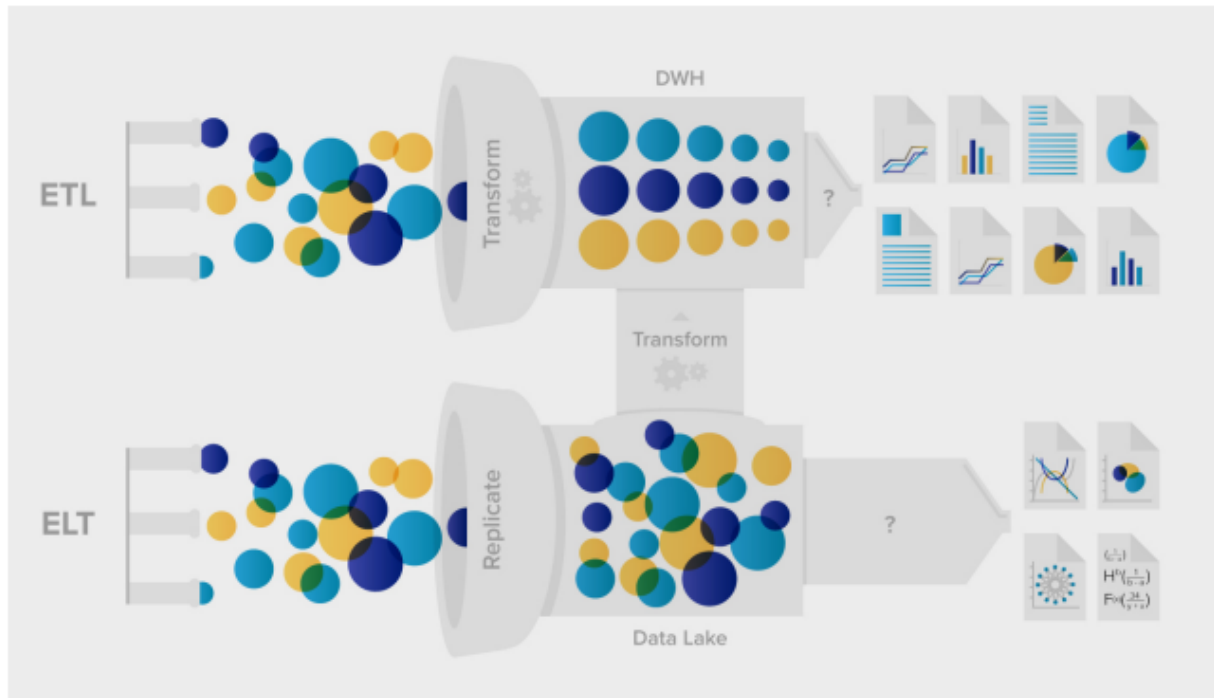 DWH
ETL
Transform
?
Transform
ELT
Replicate
?
Data Lake